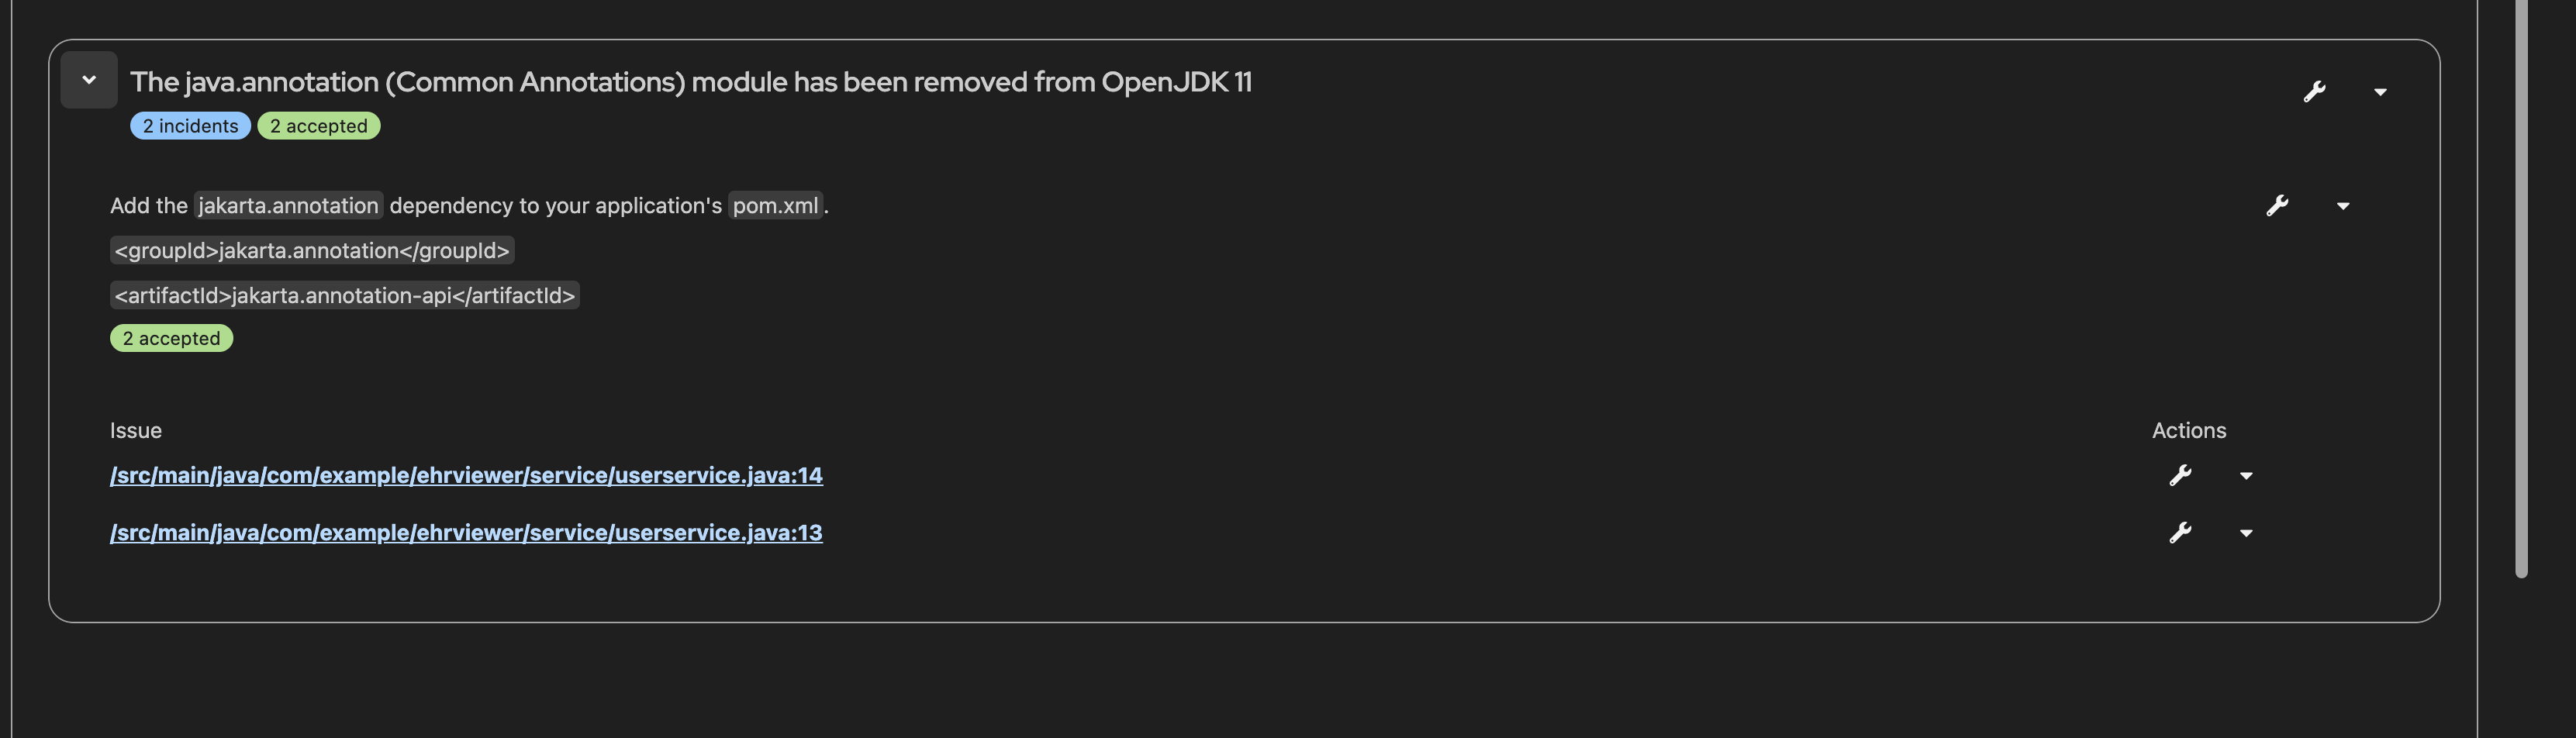 The java.annotation (Common Annotations) module has been removed from OpenJDK 11
2 incidents 2 accepted
Add the jakarta.annotation dependency to your application's pom.xml.
<groupId>jakarta.annotation</groupId>
<artifactId>jakarta.annotation-api</artifactId>
2 accepted
Issue Actions
/src/main/java/com/example/ehrviewer/service/userservice.java:14
/src/main/java/com/example/ehrviewer/service/userservice.java:13